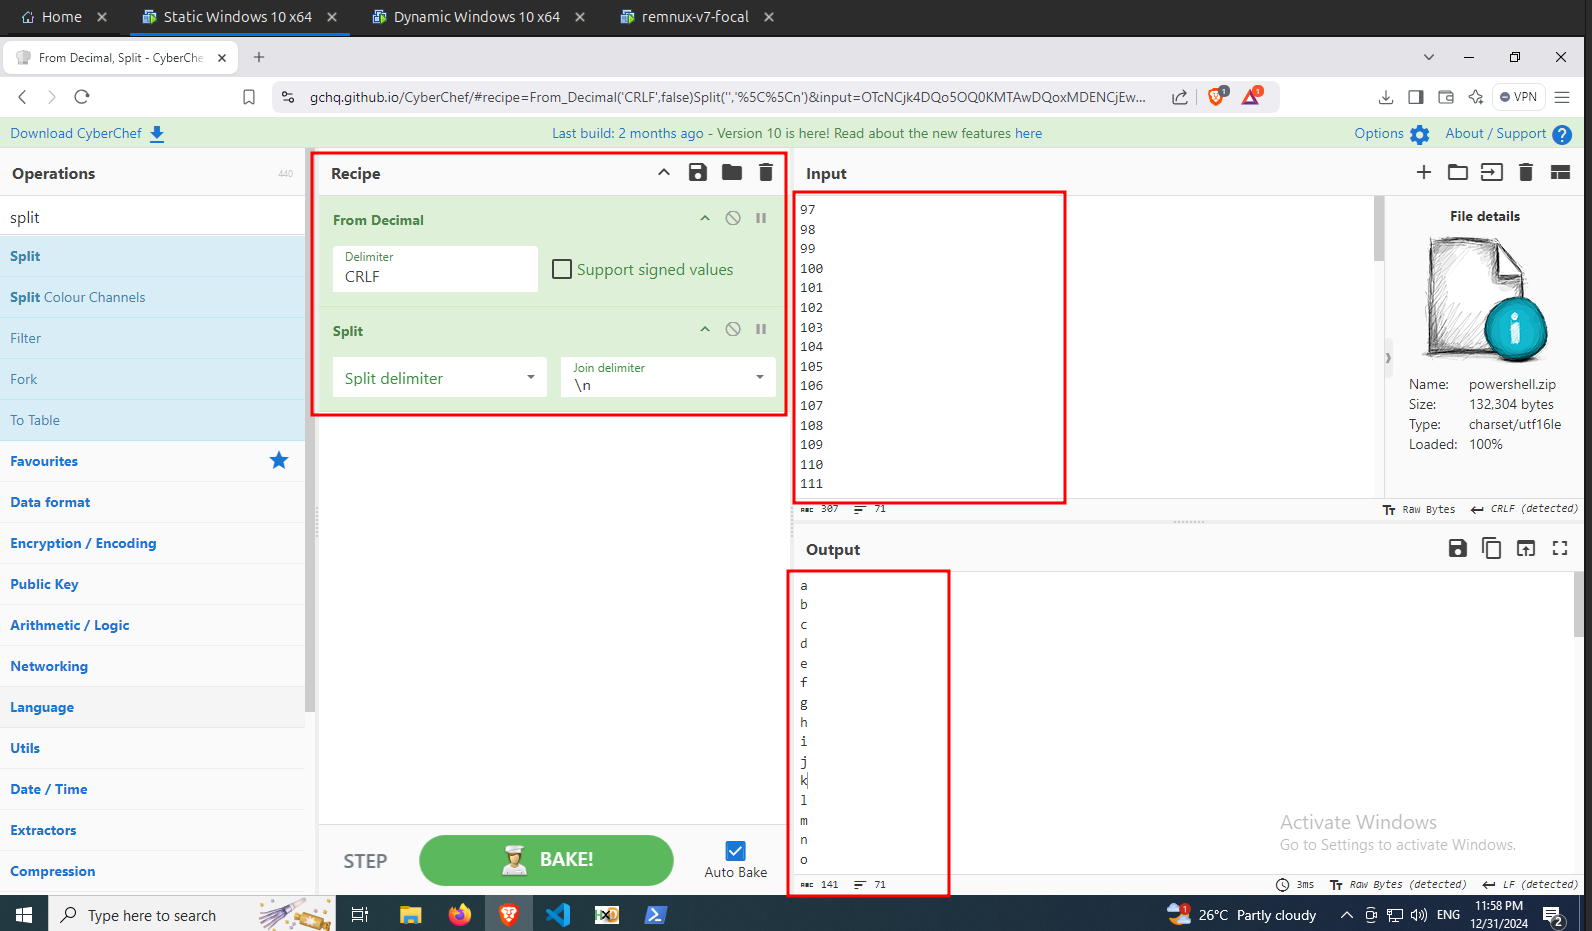 Home
Static Windows 10 x64
Dynamic Windows 10 x64
remnux-v7-focal
From Decimal, Split - CyberChe
gchq.github.io/CyberChef/#recipe=From_Decimal('CRLF',false)Split('','%5C%5Cn')&input=OTcNCjk4DQo5OQ0KMTAwDQoxMDENCjEw...
1
1
VPN
Download CyberChef
Last build: 2 months ago - Version 10 is here! Read about the new features here
Options
About / Support
Operations
440
split
Split
Split Colour Channels
Filter
Fork
To Table
Favourites
Data format
Encryption / Encoding
Public Key
Arithmetic / Logic
Networking
Language
Utils
Date / Time
Extractors
Compression
Recipe
From Decimal
Delimiter
CRLF
Support signed values
Split
Split delimiter
Join delimiter
\n
STEP
BAKE!
Auto Bake
Input
97
98
99
100
101
102
103
104
105
106
107
108
109
110
111
File details
Name: powershell.zip
Size: 132,304 bytes
Type: charset/utf16le
Loaded: 100%
ABC 307 71
Raw Bytes CRLF (detected)
Output
a
b
c
d
e
f
g
h
i
j
k
l
m
n
o
Activate Windows
Go to Settings to activate Windows.
ABC 141 71
3ms Raw Bytes (detected) LF (detected)
Type here to search
HXD
1
26°C Partly cloudy
ENG
11:58 PM
12/31/2024
2